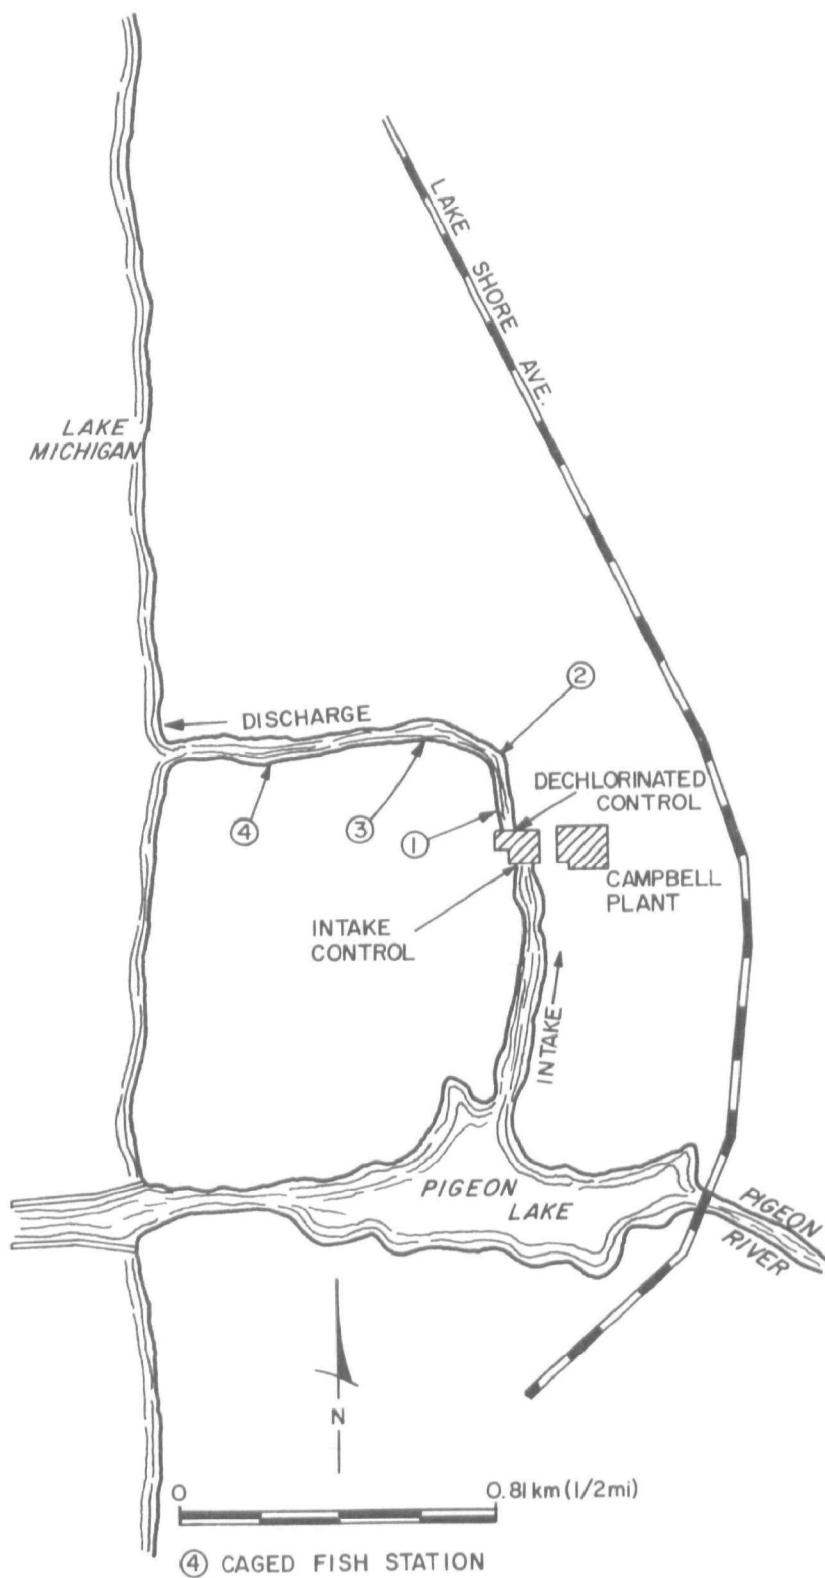 LAKE SHORE AVE.
LAKE
MICHIGAN
②
DISCHARGE
DECHLORINATED
CONTROL
④
③
①
CAMPBELL
PLANT
INTAKE
CONTROL
INTAKE
PIGEON
LAKE
PIGEON
RIVER
N
0
0.81 km (1/2 mi)
④ CAGED FISH STATION